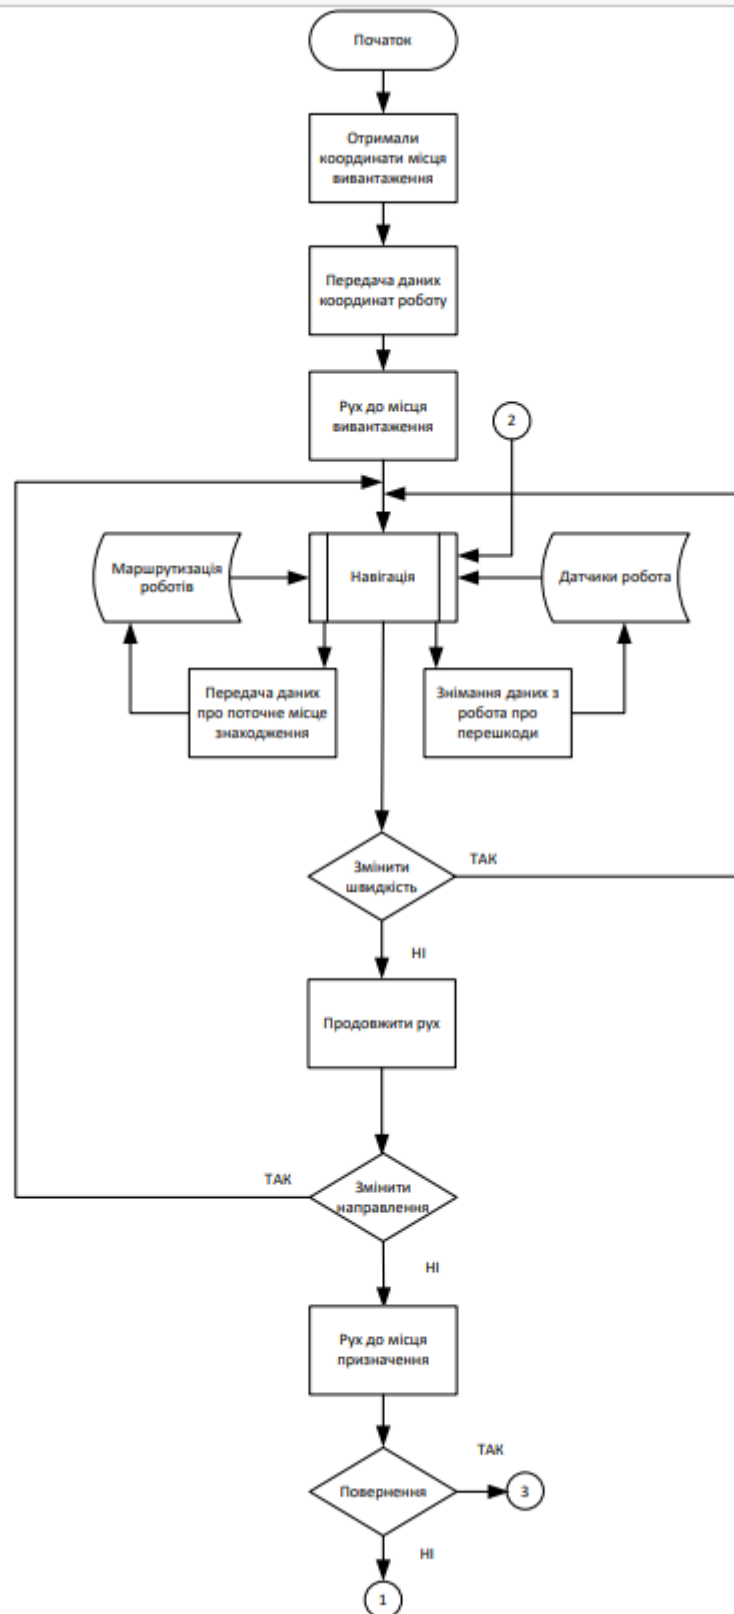 Початок
Отримали
координати місця
вивантаження
Передача даних
координат роботу
Рух до місця
вивантаження
2
Маршрутизація
роботів
Навігація
Датчики робота
Передача даних
про поточне місце
знаходження
Знімання даних з
робота про
перешкоди
Змінити
швидкість
ТАК
НІ
Продовжити рух
ТАК
Змінити
направлення
НІ
Рух до місця
призначення
ТАК
Повернення
3
НІ
1